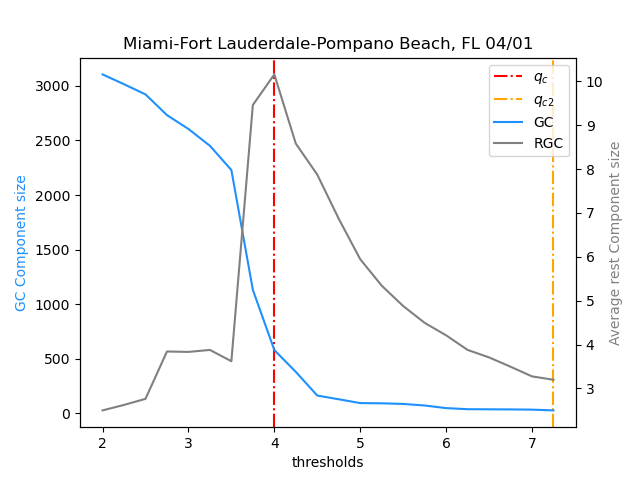 Miami-Fort Lauderdale-Pompano Beach, FL 04/01
GC Component size
3000
2500
2000
1500
1000
500
0
2
3
4
5
6
7
thresholds
10
9
8
7
6
5
4
3
Average rest Component size
q_c
q_{c2}
GC
RGC